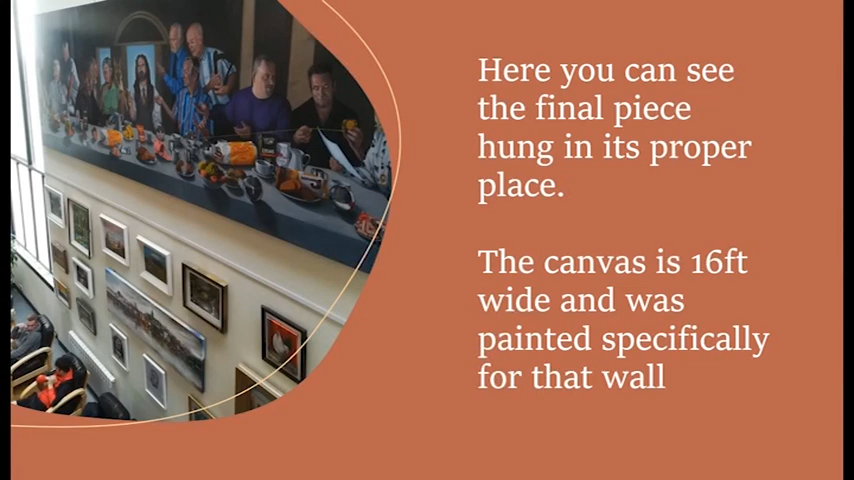 Here you can see
the final piece
hung in its proper
place.
The canvas is 16ft
wide and was
painted specifically
for that wall